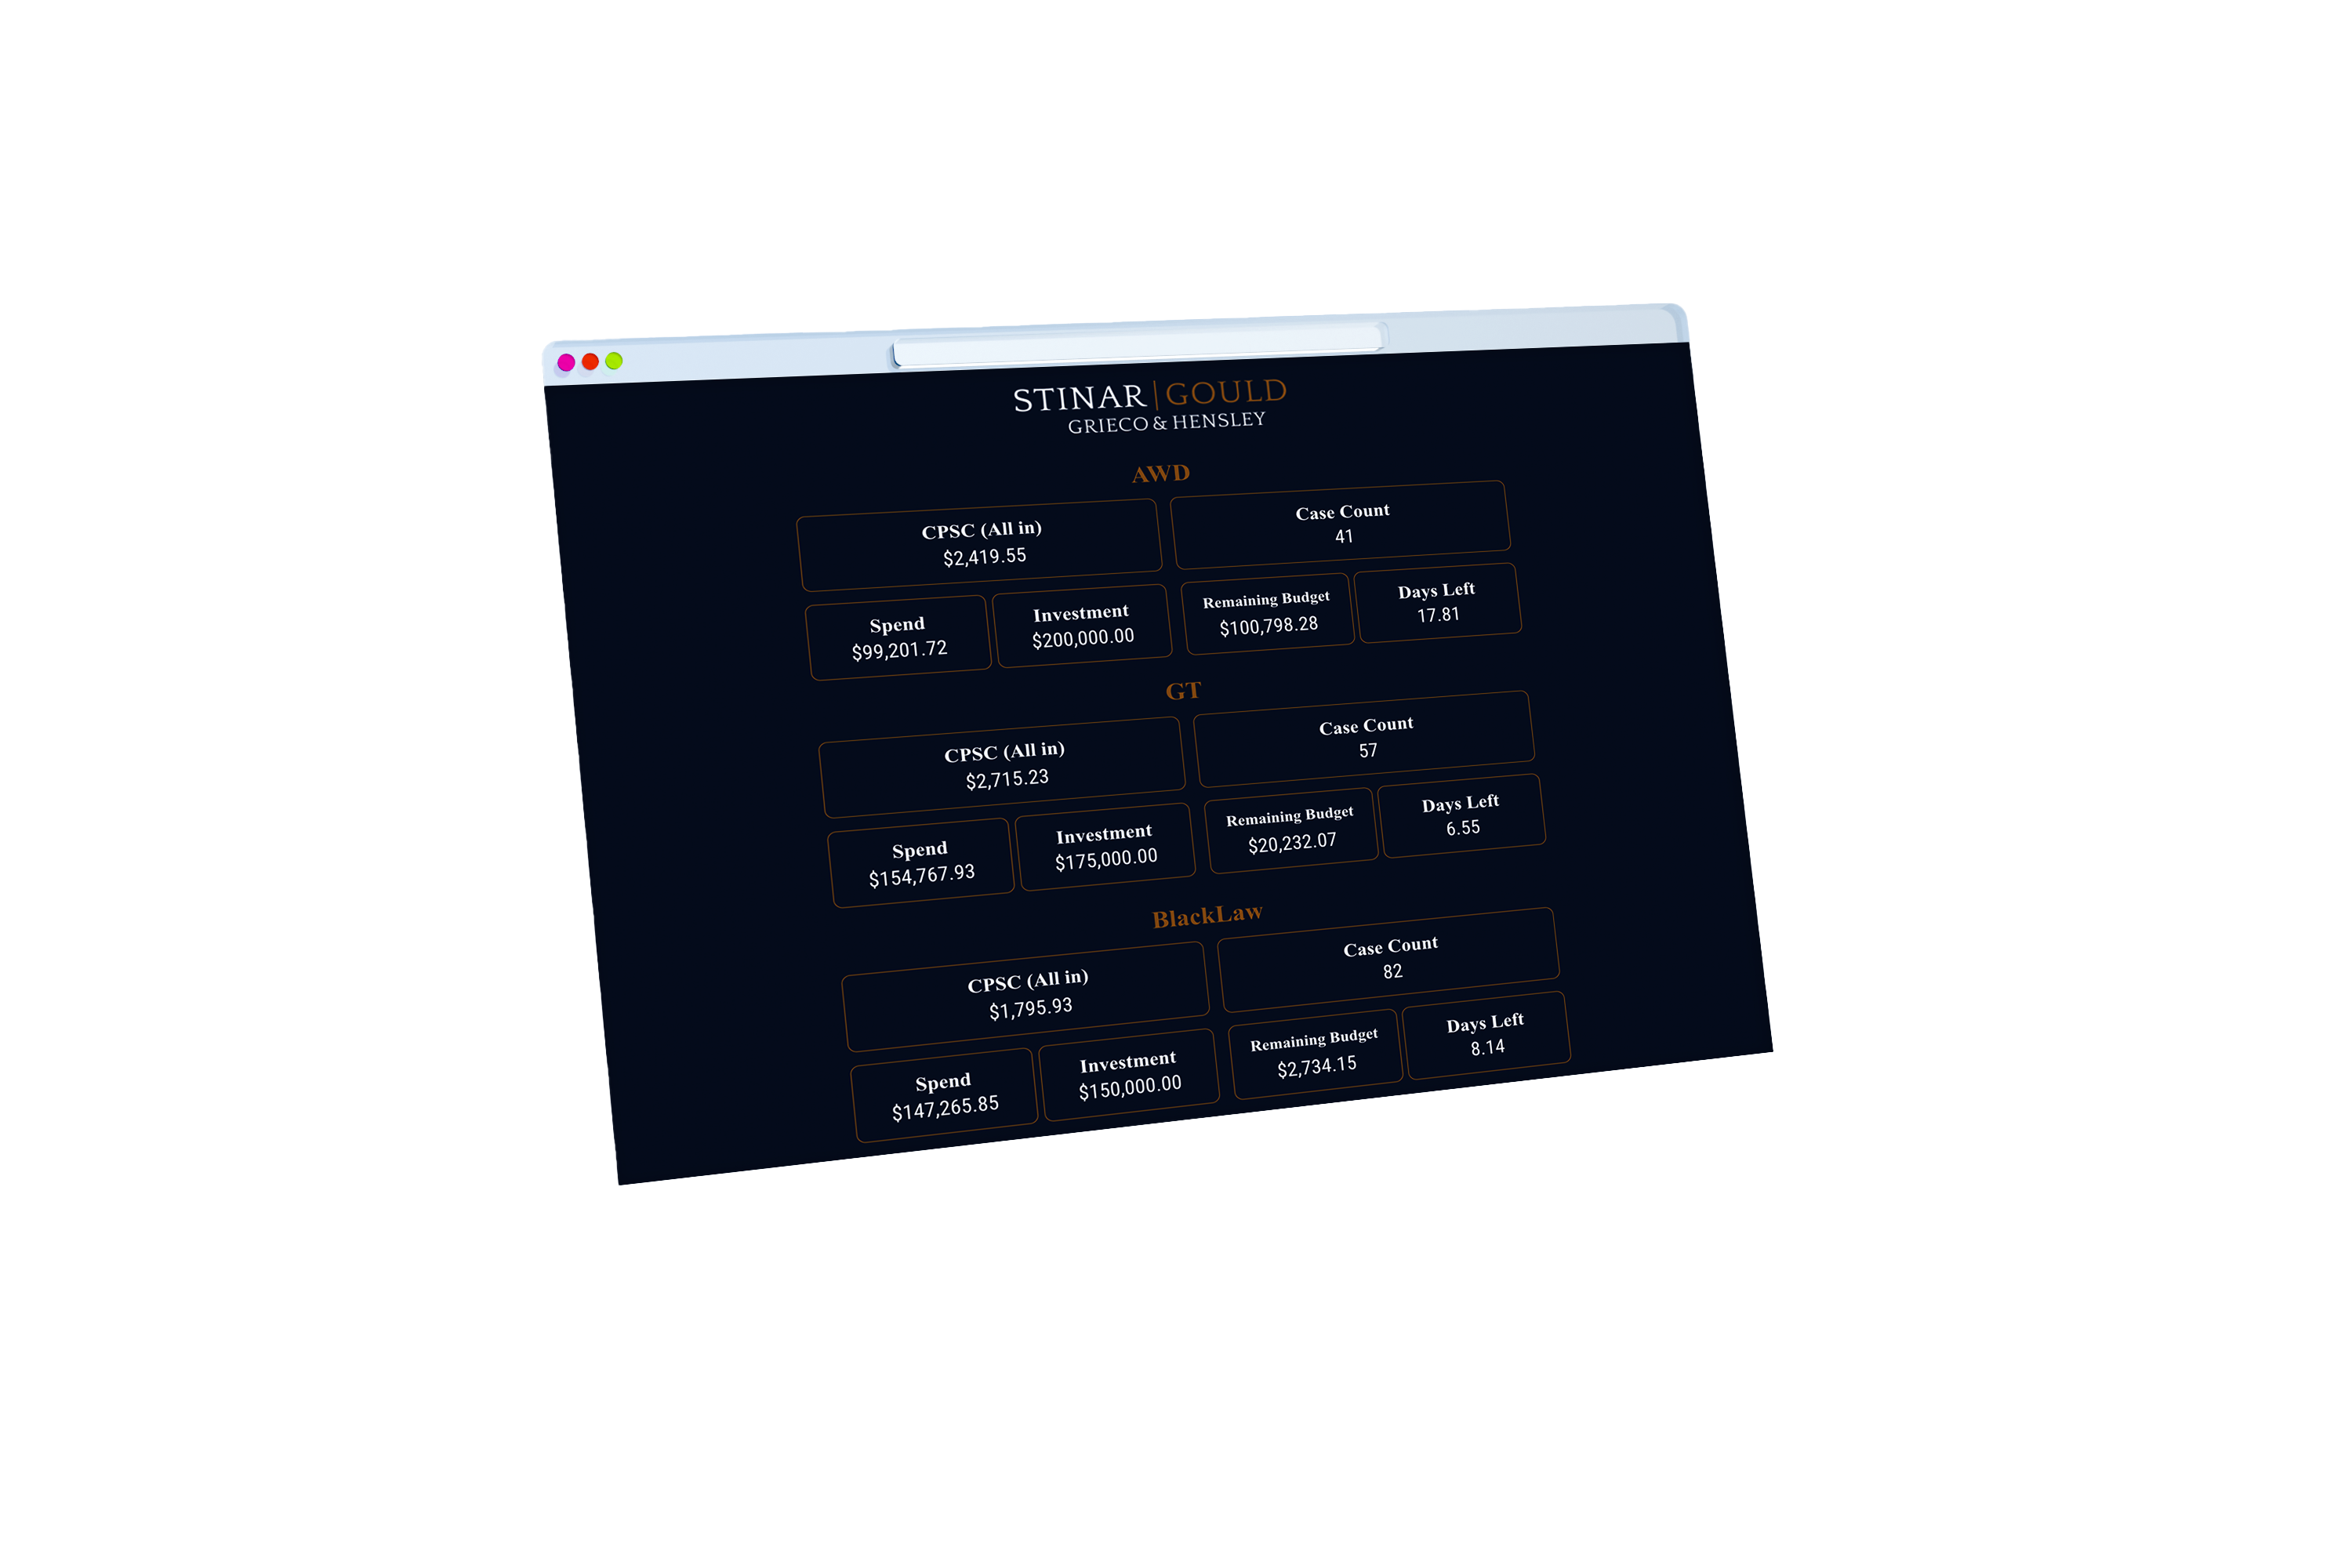 STINAR | GOULD
GRIECO & HENSLEY
AWD
CPSC (All in)
$2,419.55
Case Count
41
Spend
$99,201.72
Investment
$200,000.00
Remaining Budget
$100,798.28
Days Left
17.81
GT
CPSC (All in)
$2,715.23
Case Count
57
Spend
$154,767.93
Investment
$175,000.00
Remaining Budget
$20,232.07
Days Left
6.55
BlackLaw
CPSC (All in)
$1,795.93
Case Count
82
Spend
$147,265.85
Investment
$150,000.00
Remaining Budget
$2,734.15
Days Left
8.14